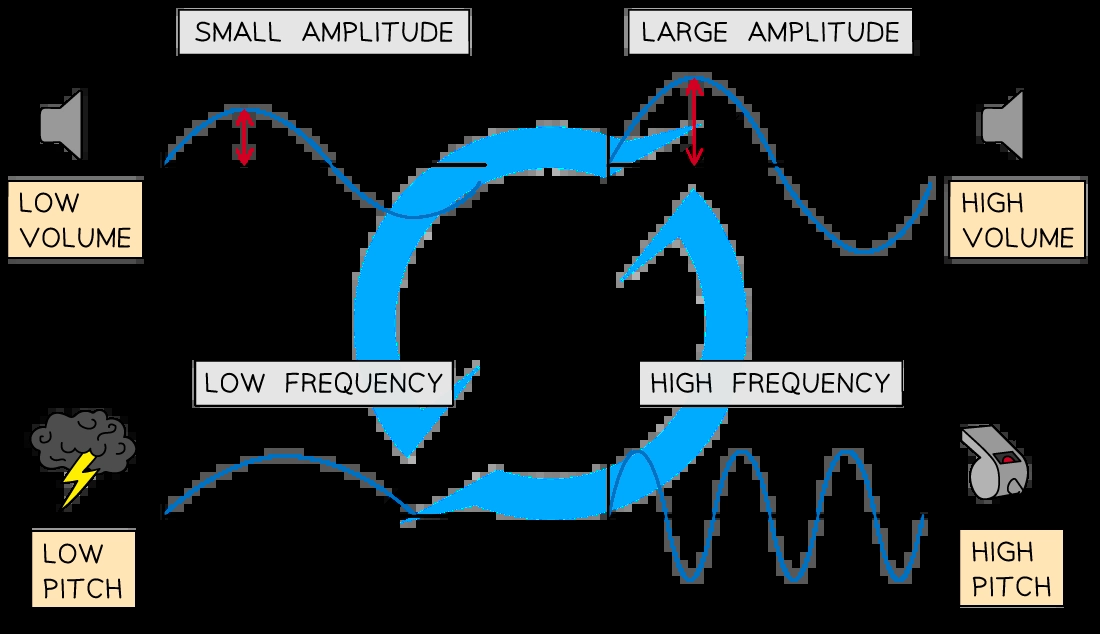 SMALL AMPLITUDE
LARGE AMPLITUDE
LOW
VOLUME
HIGH
VOLUME
LOW FREQUENCY
HIGH FREQUENCY
LOW
PITCH
HIGH
PITCH